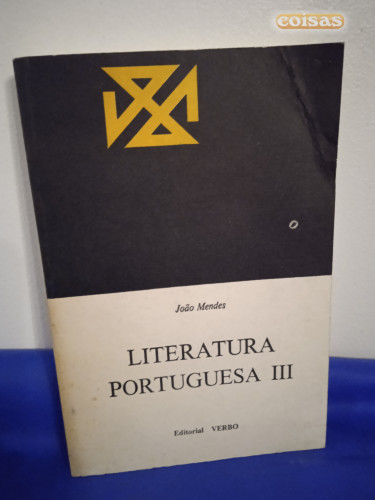 coisas
João Mendes
LITERATURA
PORTUGUESA III
Editorial VERBO